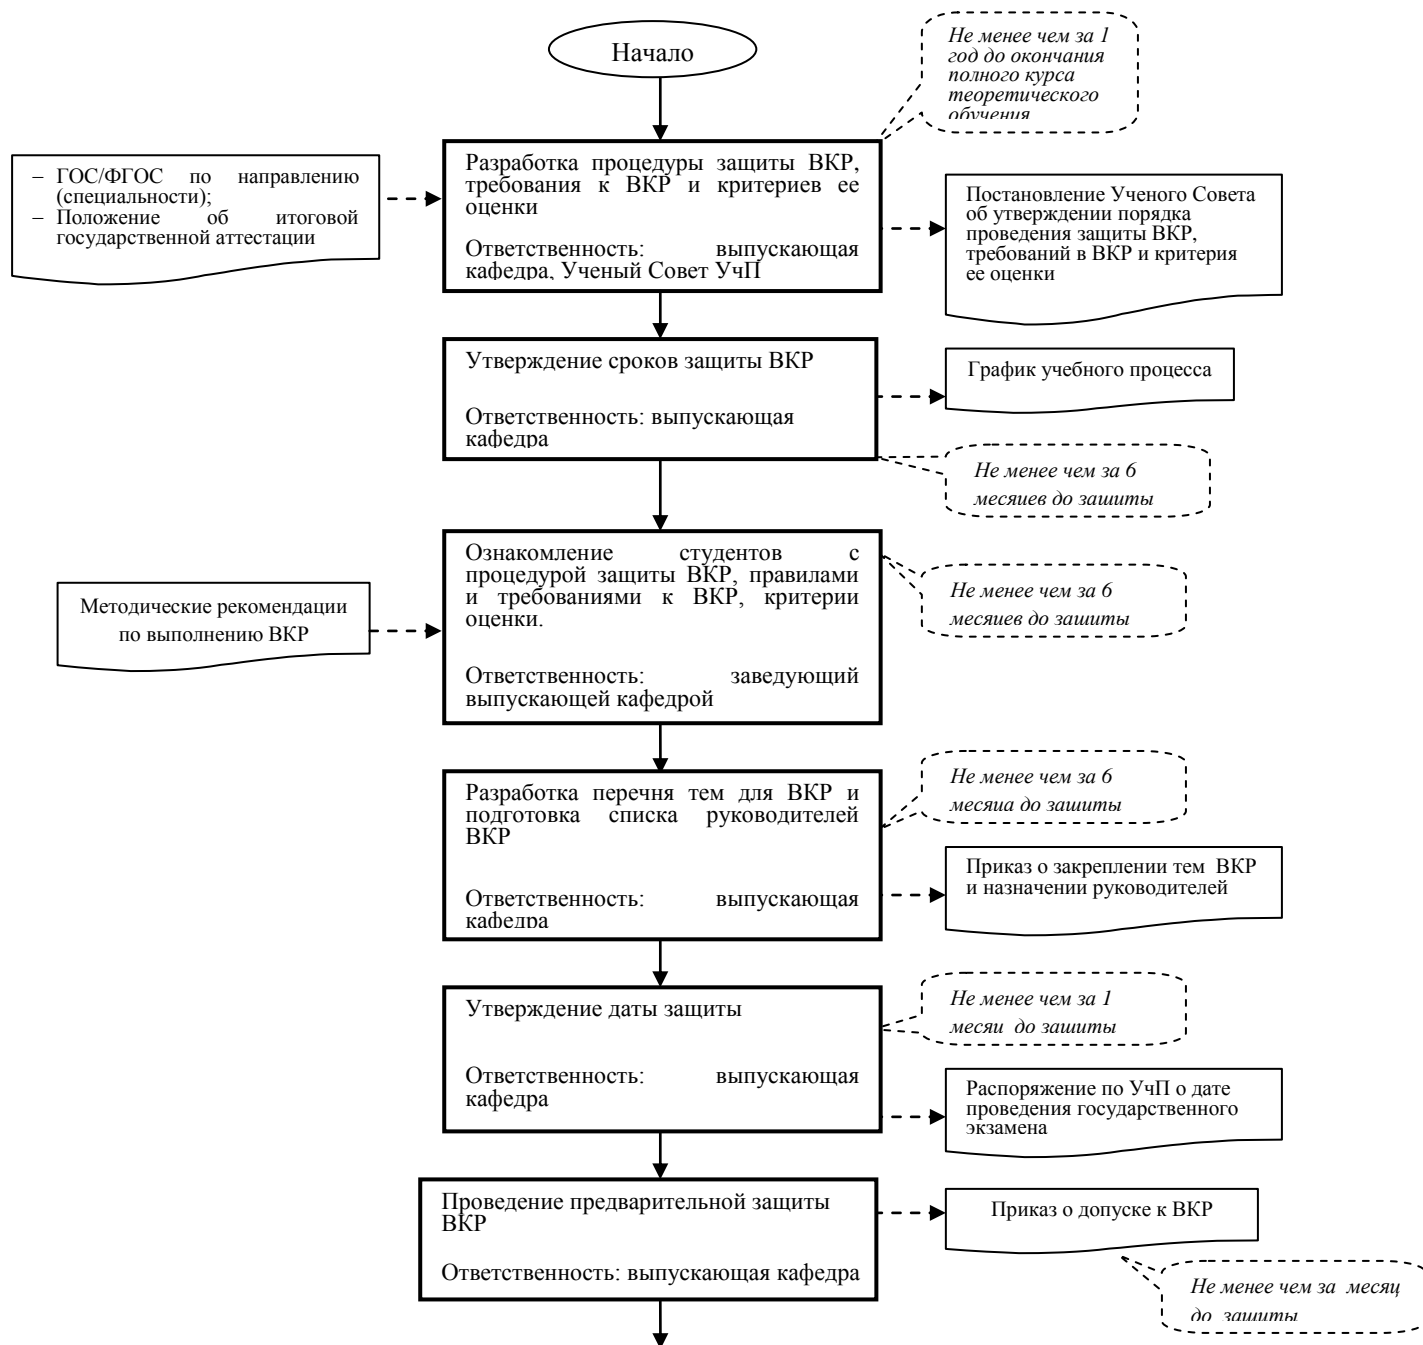 Начало
Не менее чем за 1
год до окончания
полного курса
теоретического
обучения
– ГОС/ФГОС по направлению
(специальности);
– Положение об итоговой
государственной аттестации
Разработка процедуры защиты ВКР,
требования к ВКР и критериев ее
оценки
Ответственность: выпускающая
кафедра, Ученый Совет УчП
Постановление Ученого Совета
об утверждении порядка
проведения защиты ВКР,
требований в ВКР и критерия
ее оценки
Утверждение сроков защиты ВКР
Ответственность: выпускающая
кафедра
График учебного процесса
Не менее чем за 6
месяцев до защиты
Ознакомление студентов с
процедурой защиты ВКР, правилами
и требованиями к ВКР, критерии
оценки.
Ответственность: заведующий
выпускающей кафедрой
Методические рекомендации
по выполнению ВКР
Не менее чем за 6
месяцев до защиты
Разработка перечня тем для ВКР и
подготовка списка руководителей
ВКР
Ответственность: выпускающая
кафедра
Не менее чем за 6
месяца до защиты
Приказ о закреплении тем ВКР
и назначении руководителей
Утверждение даты защиты
Ответственность: выпускающая
кафедра
Не менее чем за 1
месяц до защиты
Распоряжение по УчП о дате
проведения государственного
экзамена
Проведение предварительной защиты
ВКР
Ответственность: выпускающая кафедра
Приказ о допуске к ВКР
Не менее чем за месяц
до защиты